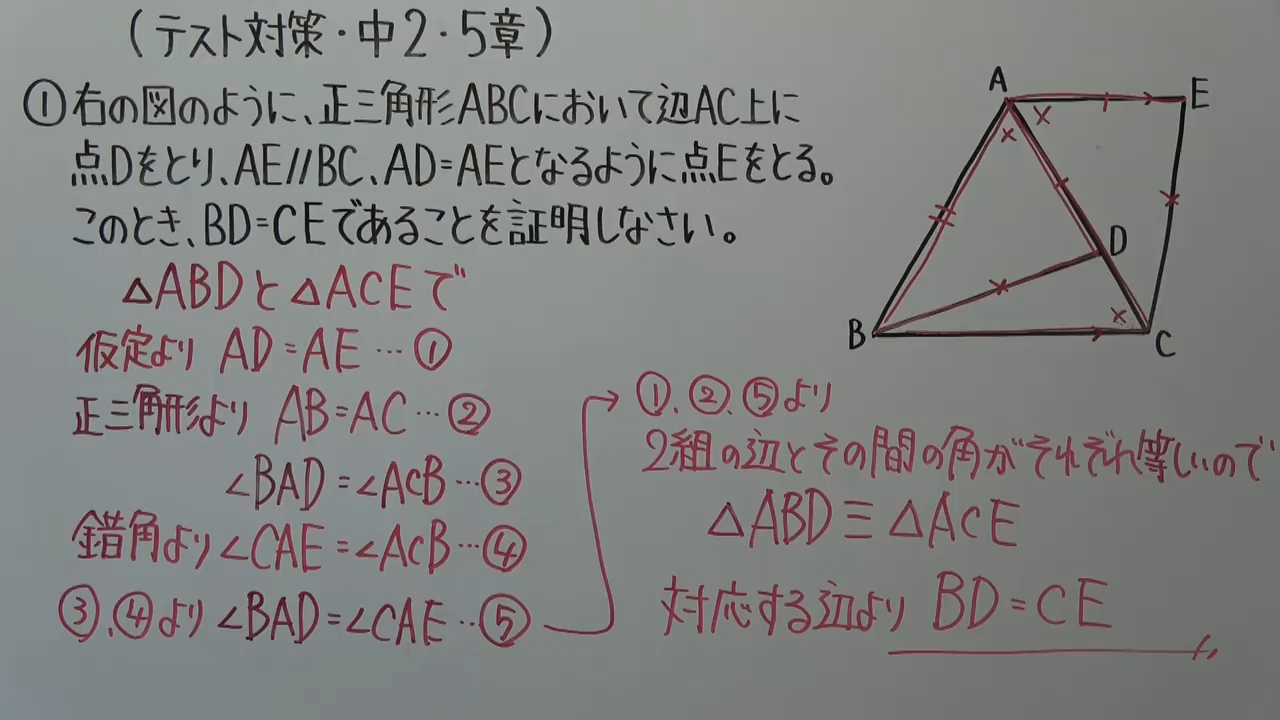 (テスト対策・中2・5章)
①右の図のように、正三角形ABCにおいて辺AC上に
点Dをとり、AE//BC、AD=AEとなるように点Eをとる。
このとき、BD=CEであることを証明しなさい。
△ABDと△ACEで
仮定より AD=AE…①
正三角形より AB=AC…②
∠BAD=∠ACB…③
錯角より∠CAE=∠ACB…④
③、④より ∠BAD=∠CAE…⑤
①、②、⑤より
2組の辺とその間の角がそれぞれ等しいので
△ABD≡△ACE
対応する辺より BD=CE
A
E
D
B
C